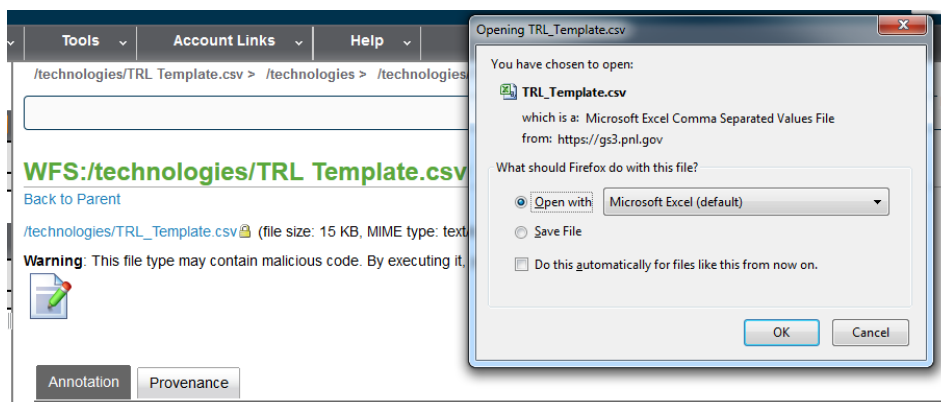 Tools
Account Links
Help
/technologies/TRL Template.csv > /technologies > /technologies
WFS:/technologies/TRL Template.csv
Back to Parent
/technologies/TRL_Template.csv (file size: 15 KB, MIME type: text/
Warning: This file type may contain malicious code. By executing it,
Annotation
Provenance
Opening TRL_Template.csv
You have chosen to open:
TRL_Template.csv
which is a: Microsoft Excel Comma Separated Values File
from: https://gs3.pnl.gov
What should Firefox do with this file?
Open with
Microsoft Excel (default)
Save File
Do this automatically for files like this from now on.
OK
Cancel